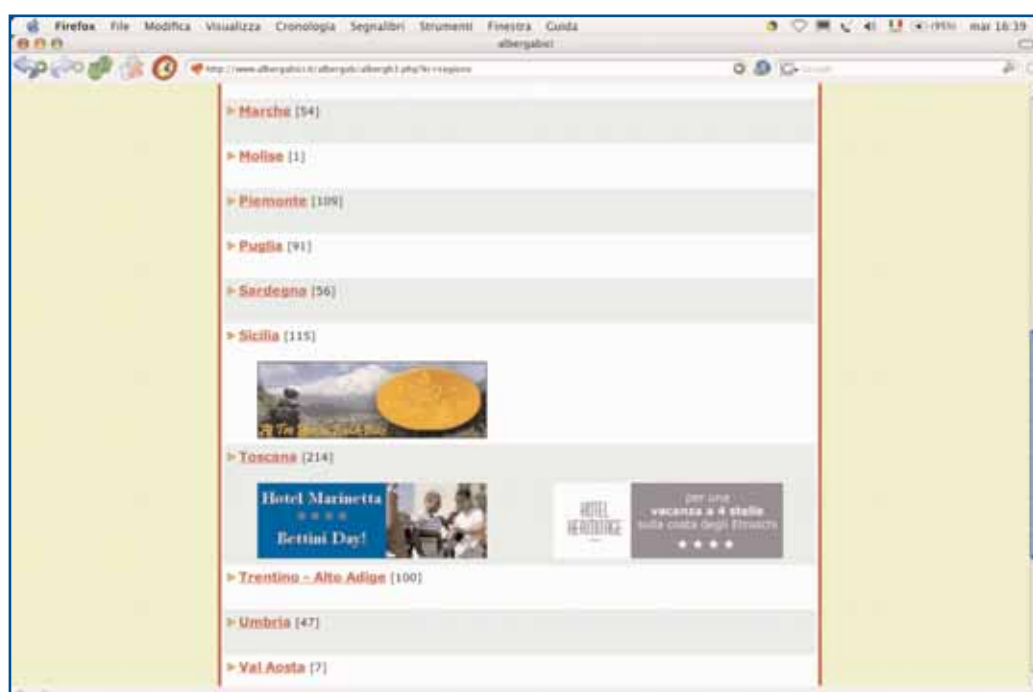 Firefox File Modifica Visualizza Cronologia Segnalibri Strumenti Finestra Guida mar 16:39
albergabici
Marche [54]
Molise [1]
Piemonte [109]
Puglia [91]
Sardegna [56]
Sicilia [115]
Toscana [214]
Hotel Marinetta
Bettini Day!
HOTEL
HERMITAGE
per una
vacanza a 4 stelle
sulla costa degli Etruschi
Trentino - Alto Adige [100]
Umbria [47]
Val Aosta [7]